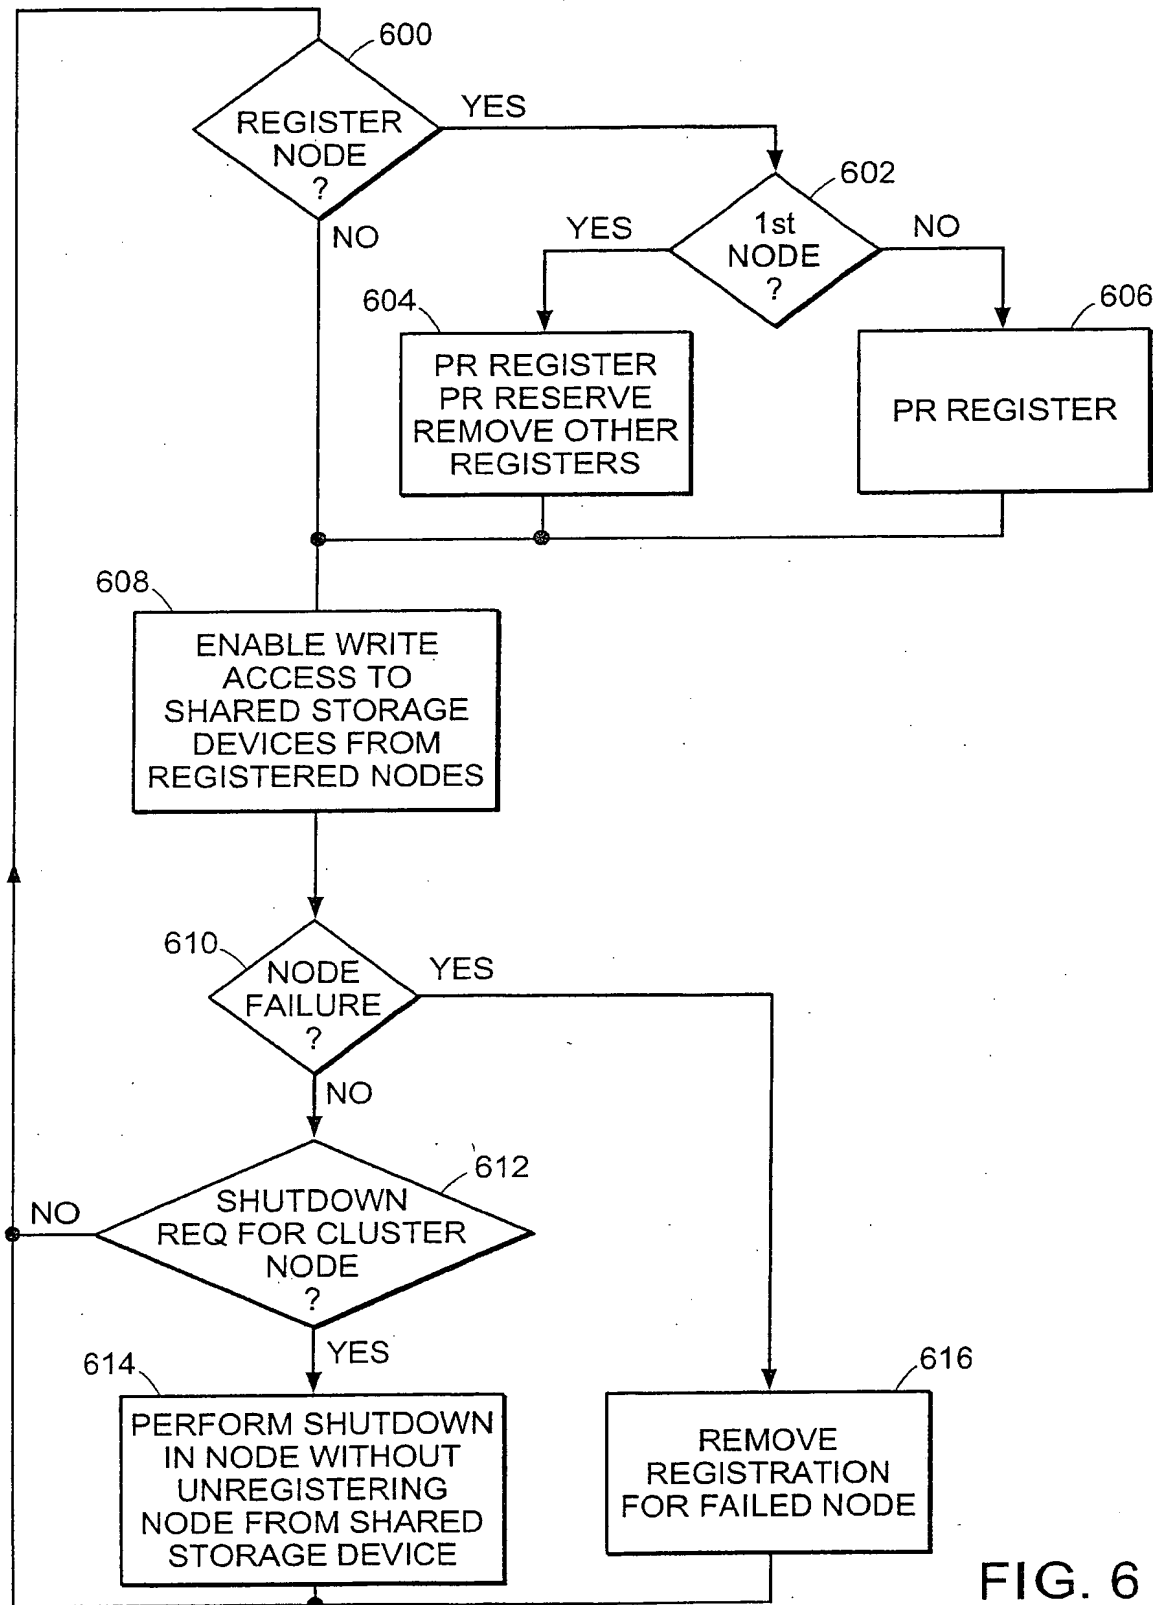 600
REGISTER
NODE
?
YES
NO
602
1st
NODE
?
YES
NO
604
PR REGISTER
PR RESERVE
REMOVE OTHER
REGISTERS
606
PR REGISTER
608
ENABLE WRITE
ACCESS TO
SHARED STORAGE
DEVICES FROM
REGISTERED NODES
610
NODE
FAILURE
?
YES
NO
612
SHUTDOWN
REQ FOR CLUSTER
NODE
?
NO
YES
614
PERFORM SHUTDOWN
IN NODE WITHOUT
UNREGISTERING
NODE FROM SHARED
STORAGE DEVICE
616
REMOVE
REGISTRATION
FOR FAILED NODE
FIG. 6